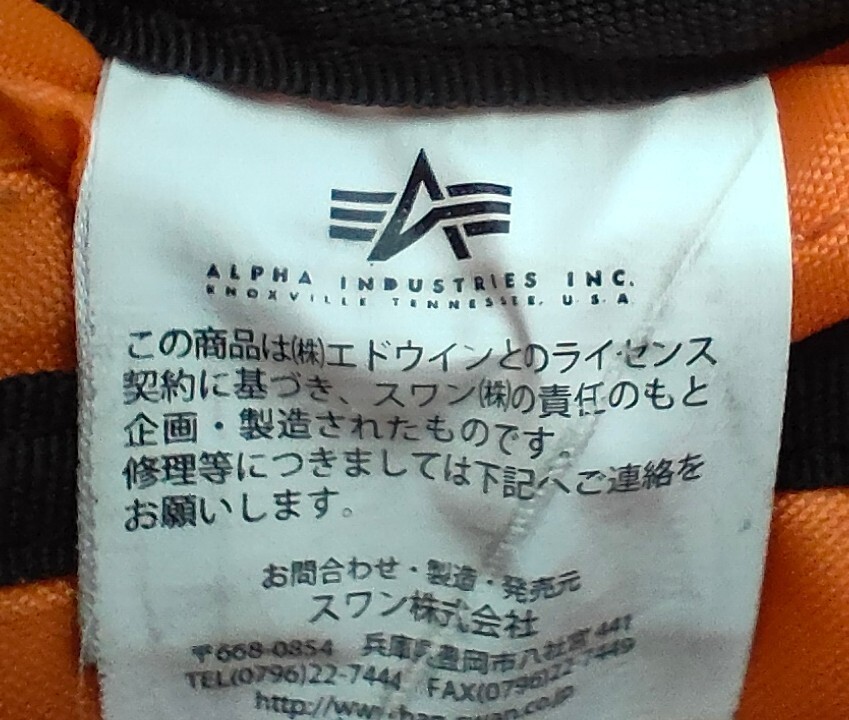 ALPHA INDUSTRIES INC.
KNOXVILLE TENNESSEE, U.S.A.
この商品は㈱エドウインとのライセンス
契約に基づき、スワン㈱の責任のもと
企画・製造されたものです。
修理等につきましては下記へご連絡を
お願いします。
お問合わせ・製造・発売元
スワン株式会社
〒668-0854 兵庫県豊岡市八社宮441
TEL(0796)22-7444 FAX(0796)22-7449